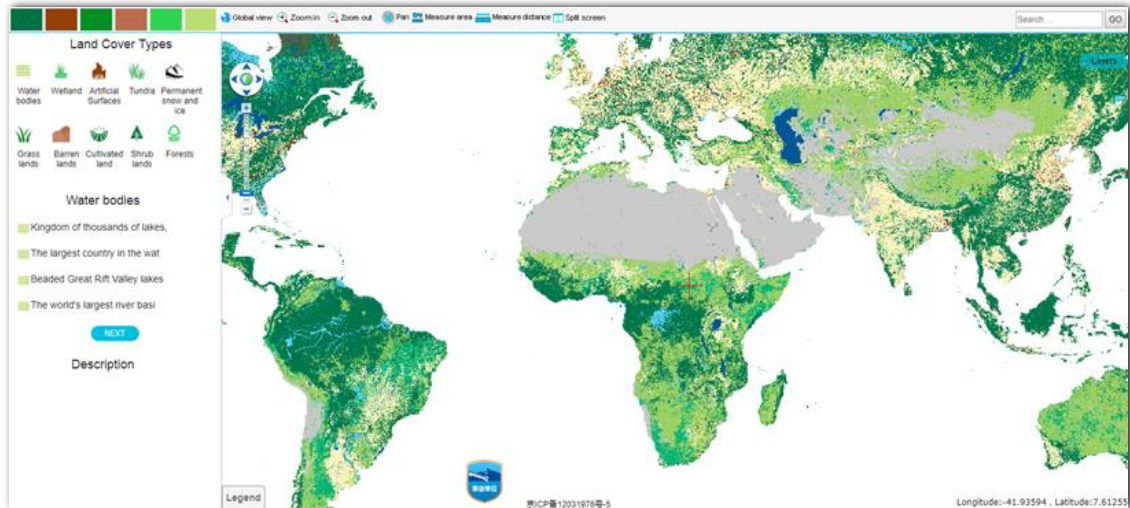 Global view Zoom in Zoom out Pan Measure area Measure distance Split screen
Search ... GO
Land Cover Types
Layers
Water bodies
Wetland
Artificial Surfaces
Tundra
Permanent snow and ice
Grass lands
Barren lands
Cultivated land
Shrub lands
Forests
Water bodies
Kingdom of thousands of lakes,
The largest country in the wat
Beaded Great Rift Valley lakes
The world's largest river basi
NEXT
Description
Legend
京ICP备12031976号-5
Longitude:-41.93594 , Latitude:7.61255